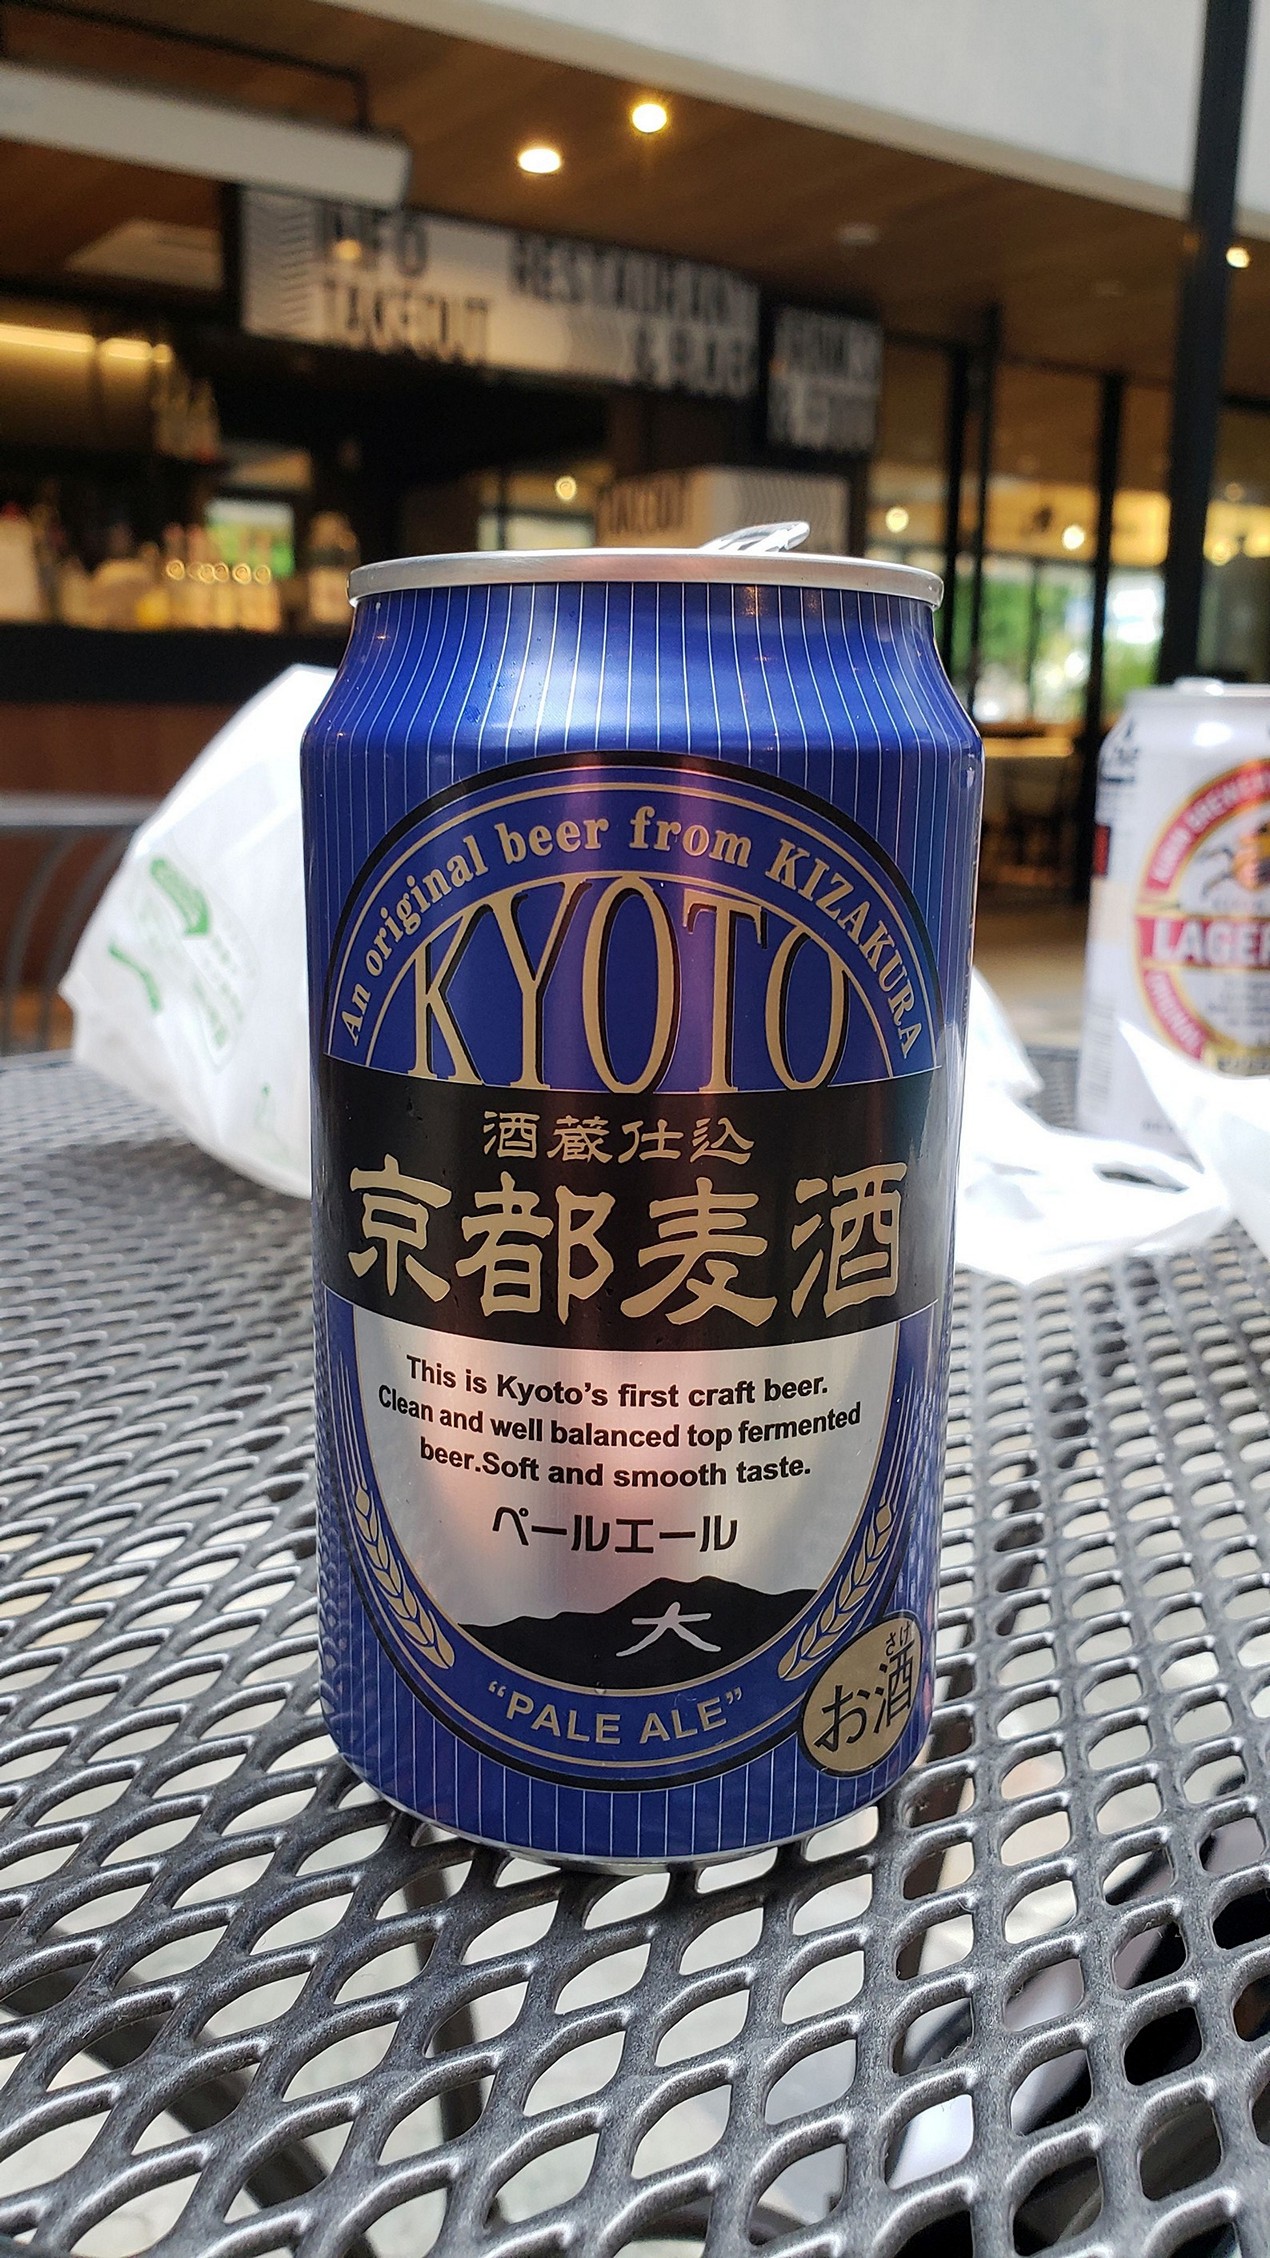 INFO
TAKEOUT
RESTAURANT
TAKEOUT
An original beer from KIZAKURA
KYOTO
酒蔵仕込
京都麦酒
This is Kyoto's first craft beer.
Clean and well balanced top fermented
beer.Soft and smooth taste.
ペールエール
大
"PALE ALE"
さけ
お酒
LAGER